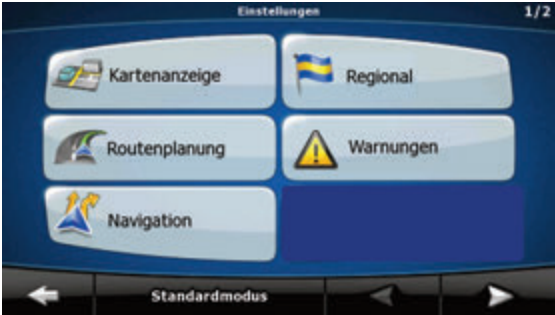 Einstellungen
1/2
Kartenanzeige
Regional
Routenplanung
Warnungen
Navigation
Standardmodus